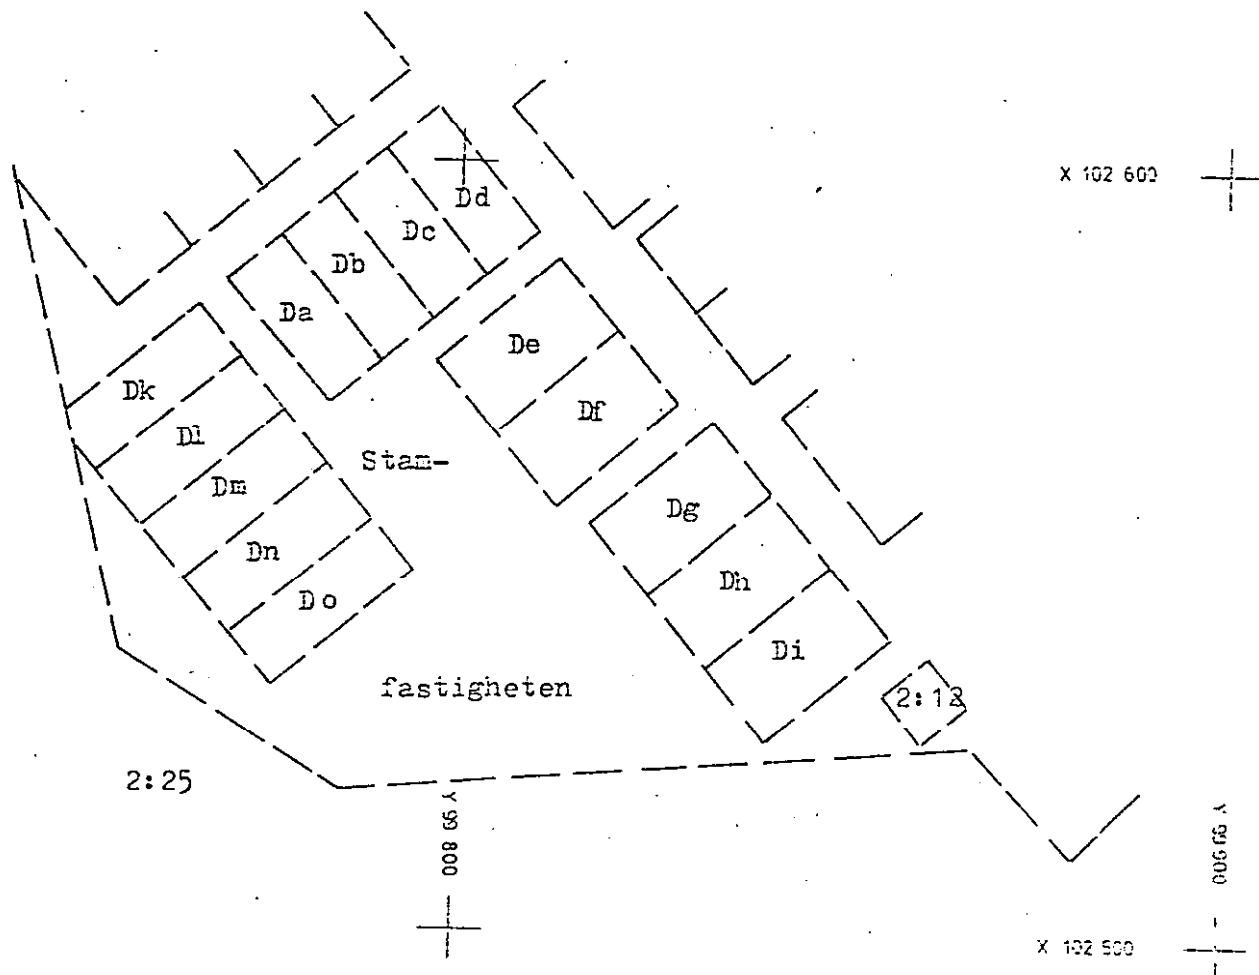 X 102 600
Dd
Dc
Db
Da
De
Dk
Df
Dl
Stam-
Dm
Dg
Dn
Dh
Do
Di
fastigheten
2:12
2:25
Y 99 800
Y 99 900
X 102 500